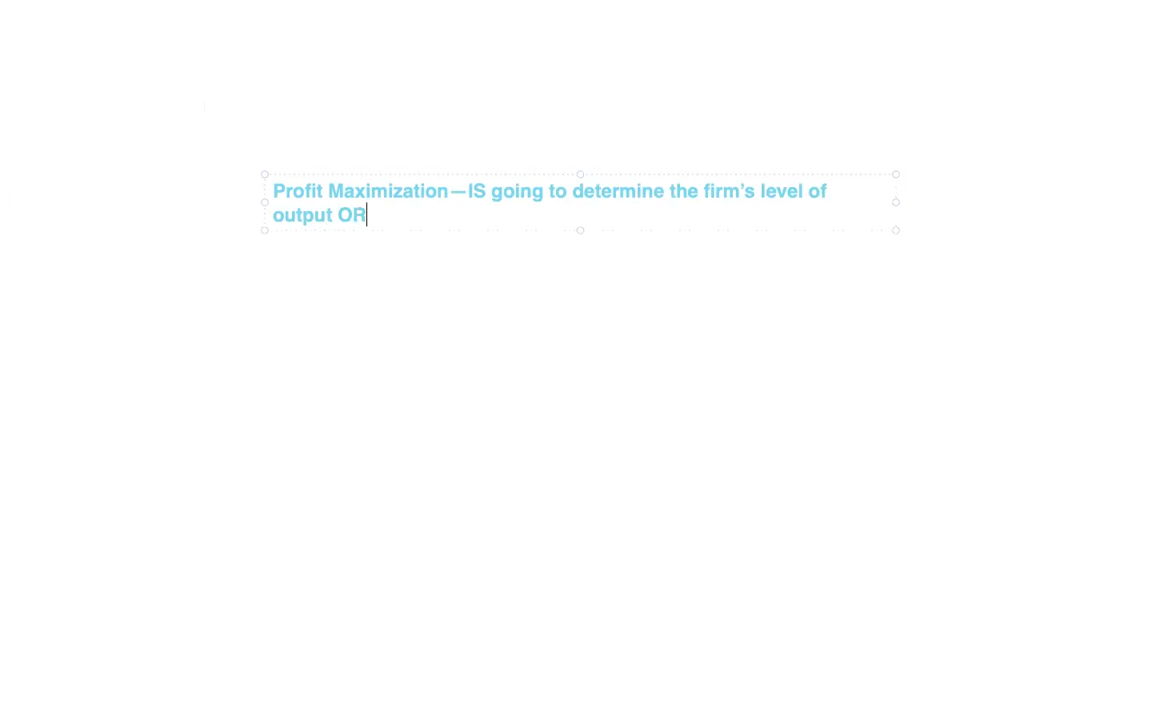 Profit Maximization—IS going to determine the firm’s level of
output OR